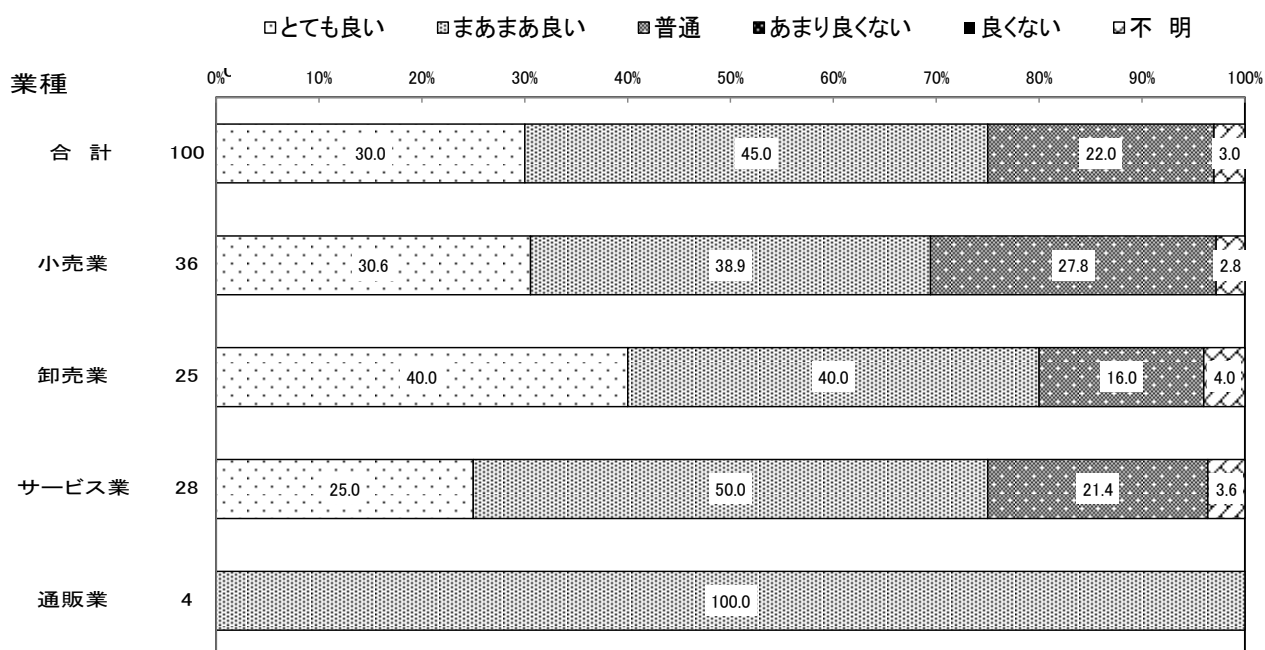 とても良い まあまあ良い 普通 あまり良くない 良くない 不 明
業種
0% 10% 20% 30% 40% 50% 60% 70% 80% 90% 100%
合 計 100 30.0 45.0 22.0 3.0
小売業 36 30.6 38.9 27.8 2.8
卸売業 25 40.0 40.0 16.0 4.0
サービス業 28 25.0 50.0 21.4 3.6
通販業 4 100.0